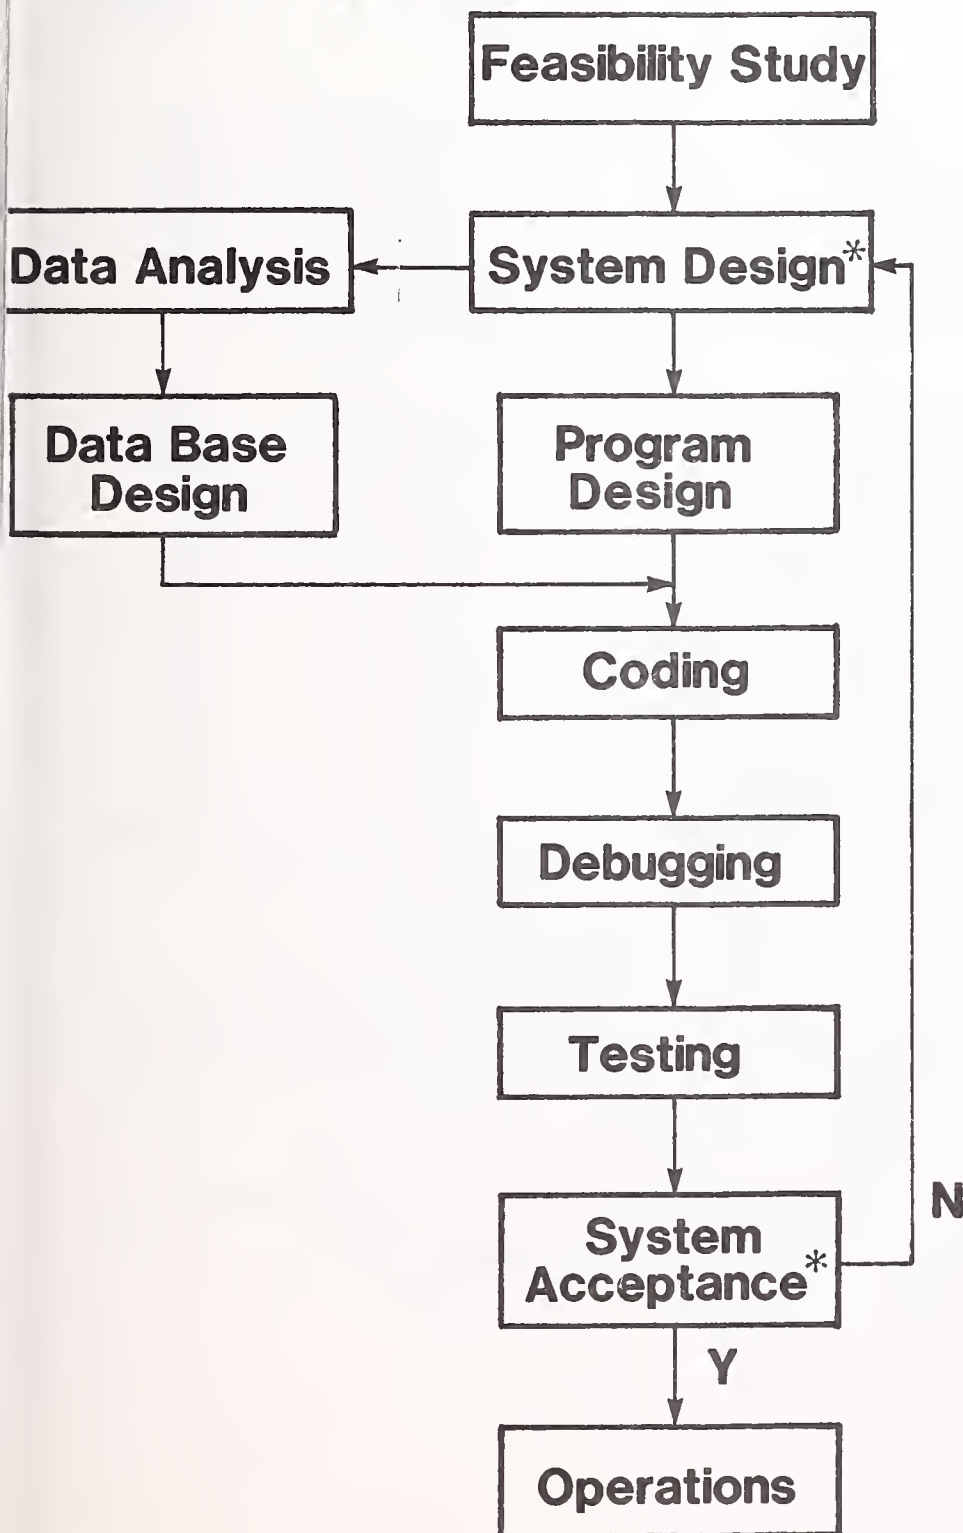 Feasibility Study
Data Analysis
System Design*
Data Base
Design
Program
Design
Coding
Debugging
Testing
System
Acceptance*
N
Y
Operations